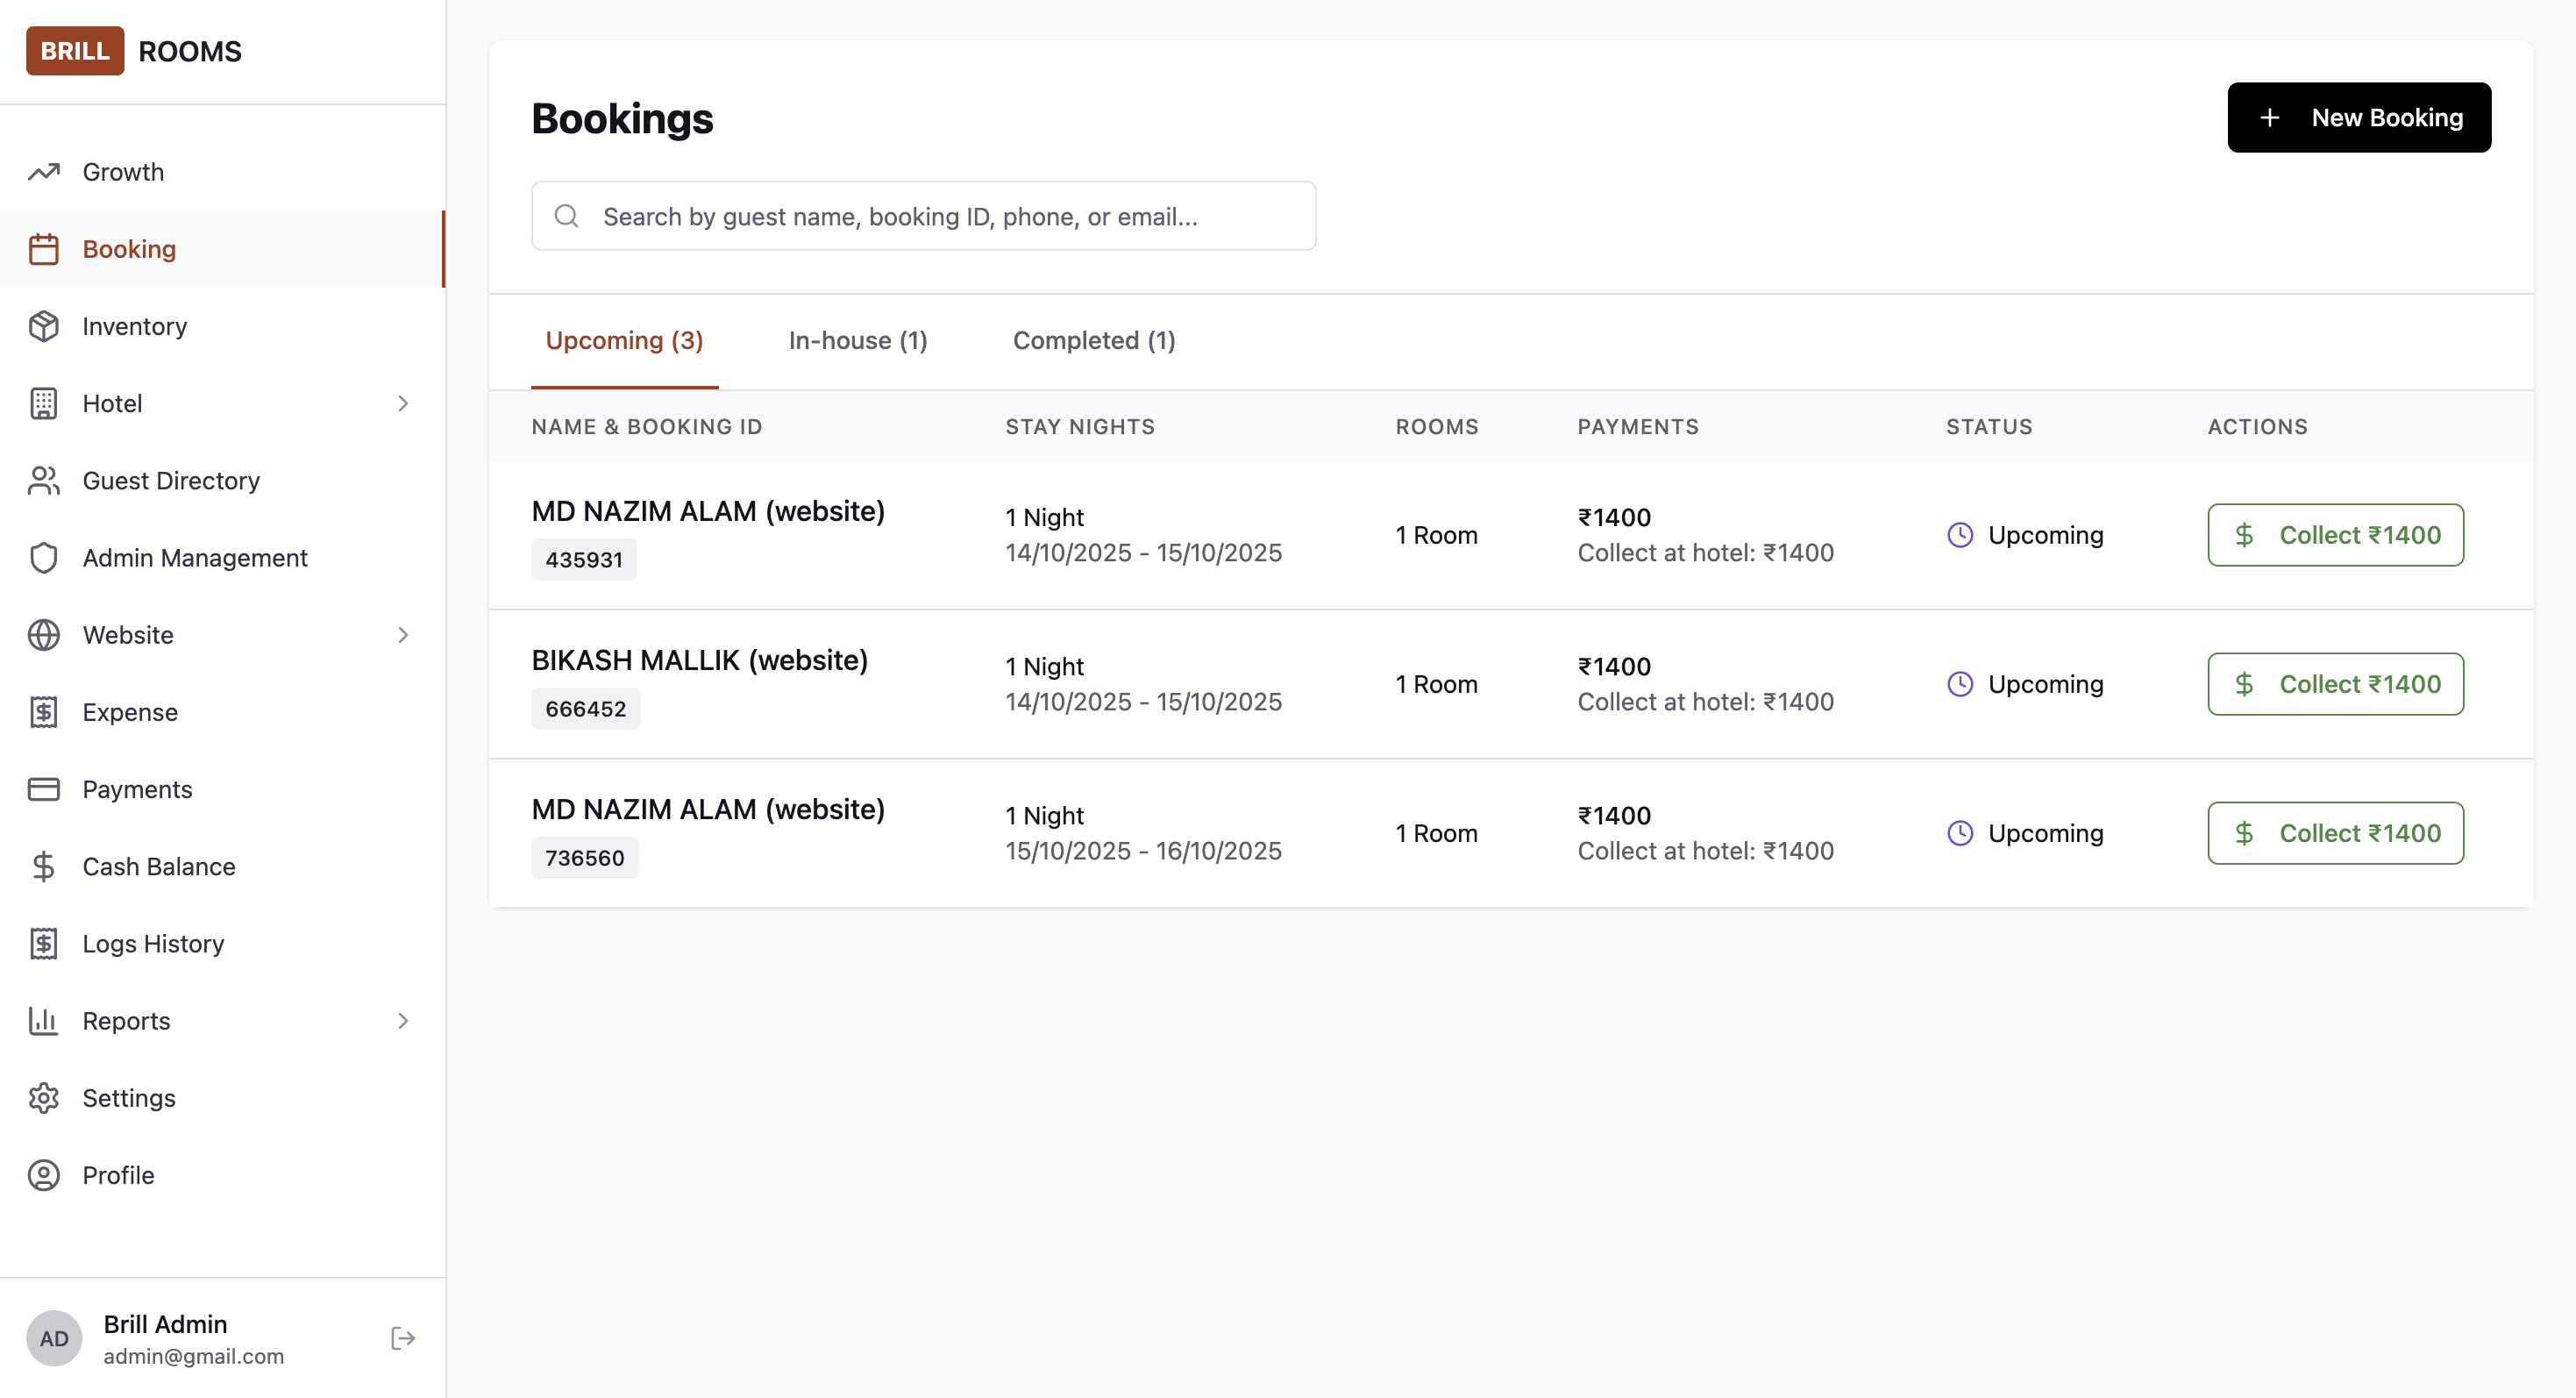 BRILL ROOMS
Growth
Booking
Inventory
Hotel
Guest Directory
Admin Management
Website
Expense
Payments
Cash Balance
Logs History
Reports
Settings
Profile
AD
Brill Admin
admin@gmail.com
Bookings
+ New Booking
Search by guest name, booking ID, phone, or email...
Upcoming (3) In-house (1) Completed (1)
NAME & BOOKING ID STAY NIGHTS ROOMS PAYMENTS STATUS ACTIONS
MD NAZIM ALAM (website)
435931
1 Night
14/10/2025 - 15/10/2025
1 Room
₹1400
Collect at hotel: ₹1400
Upcoming
$ Collect ₹1400
BIKASH MALLIK (website)
666452
1 Night
14/10/2025 - 15/10/2025
1 Room
₹1400
Collect at hotel: ₹1400
Upcoming
$ Collect ₹1400
MD NAZIM ALAM (website)
736560
1 Night
15/10/2025 - 16/10/2025
1 Room
₹1400
Collect at hotel: ₹1400
Upcoming
$ Collect ₹1400